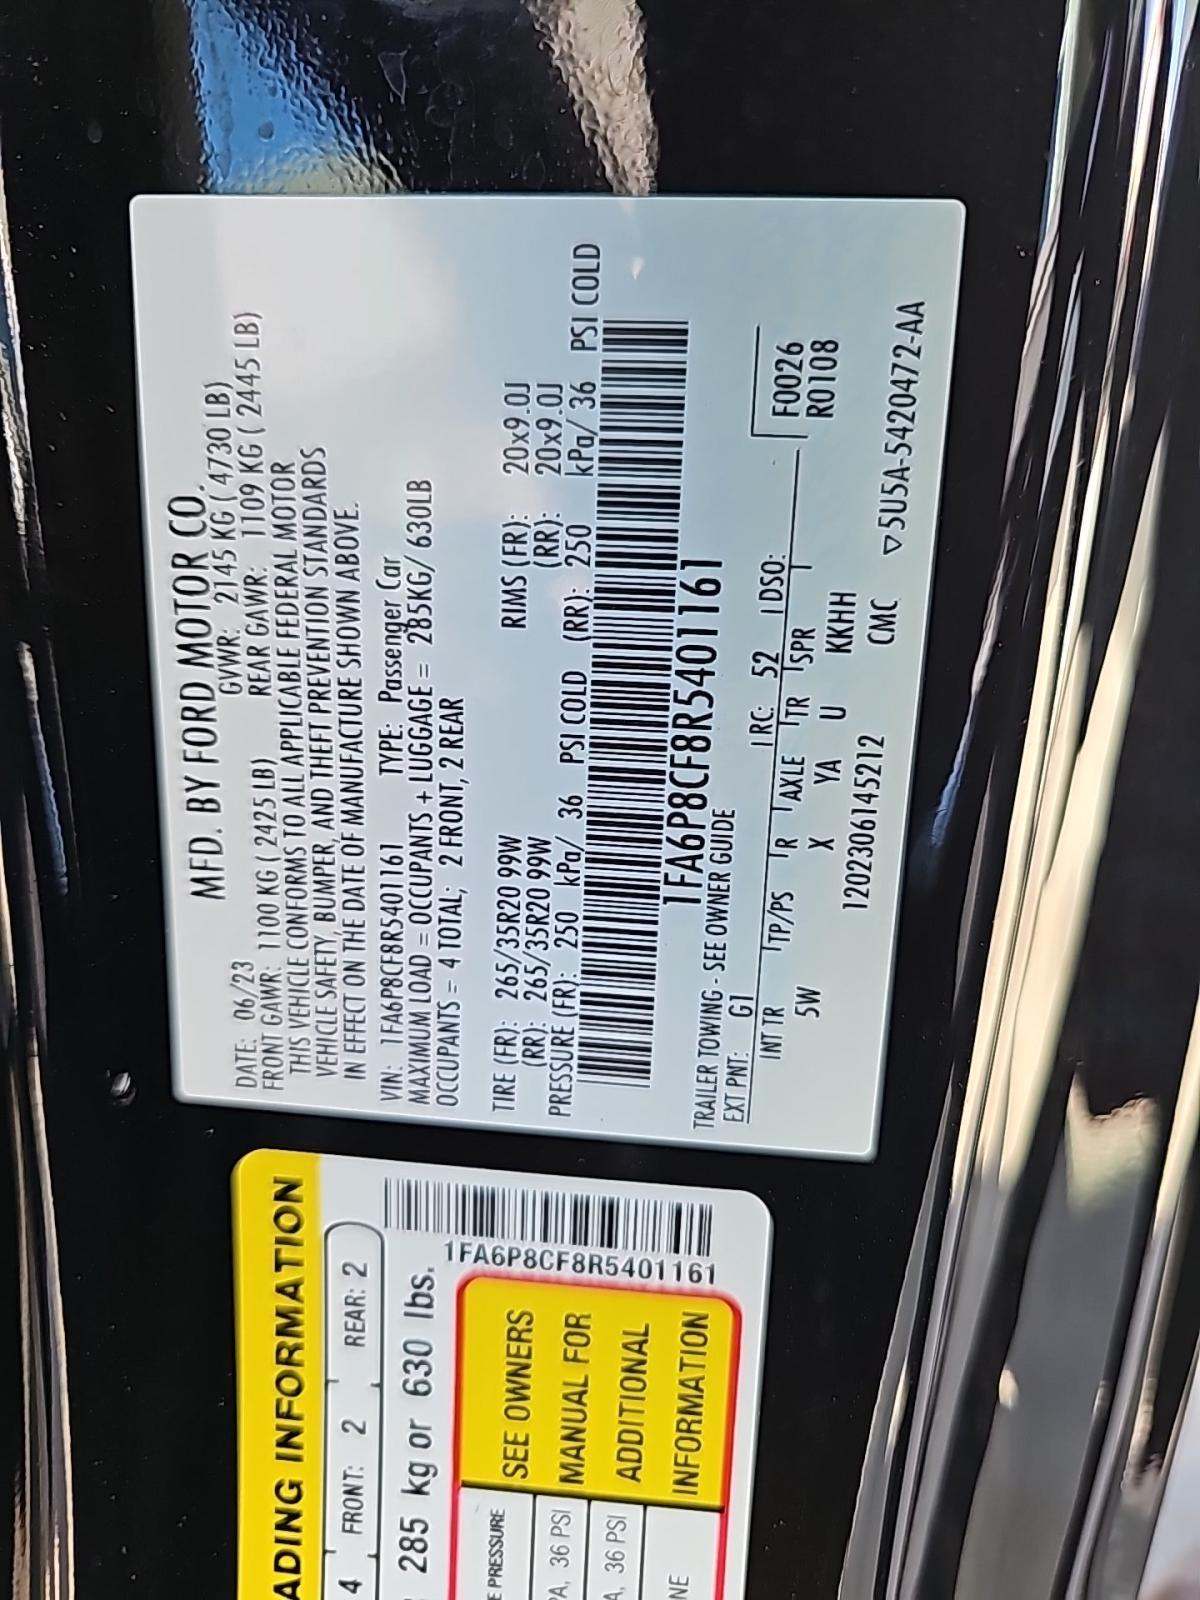 MFD. BY FORD MOTOR CO.
DATE: 06/23 GVWR: 2145 KG ( 4730 LB)
FRONT GAWR: 1100 KG ( 2425 LB) REAR GAWR: 1109 KG ( 2445 LB)
THIS VEHICLE CONFORMS TO ALL APPLICABLE FEDERAL MOTOR
VEHICLE SAFETY, BUMPER, AND THEFT PREVENTION STANDARDS
IN EFFECT ON THE DATE OF MANUFACTURE SHOWN ABOVE.
VIN: 1FA6P8CF8R5401161 TYPE: Passenger Car
MAXIMUM LOAD = OCCUPANTS + LUGGAGE = 285KG/ 630LB
OCCUPANTS = 4 TOTAL; 2 FRONT, 2 REAR
TIRE (FR): 265/35R20 99W RIMS (FR): 20x9.0J
(RR): 265/35R20 99W (RR): 20x9.0J
PRESSURE (FR): 250 kPa/ 36 PSI COLD (RR): 250 kPa/ 36 PSI COLD
1FA6P8CF8R5401161
TRAILER TOWING - SEE OWNER GUIDE
EXT PNT: G1 RC: 52 DSO:
INT TR TP/PS R AXLE TR SPR
5W X YA U KKHH
F0026
R0108
120230614 5212 CMC ▽5U5A-5420472-AA
ADING INFORMATION
4 FRONT: 2 REAR: 2
285 kg or 630 lbs.
1FA6P8CF8R5401161
E PRESSURE
PA, 36 PSI
A, 36 PSI
NE
SEE OWNERS
MANUAL FOR
ADDITIONAL
INFORMATION